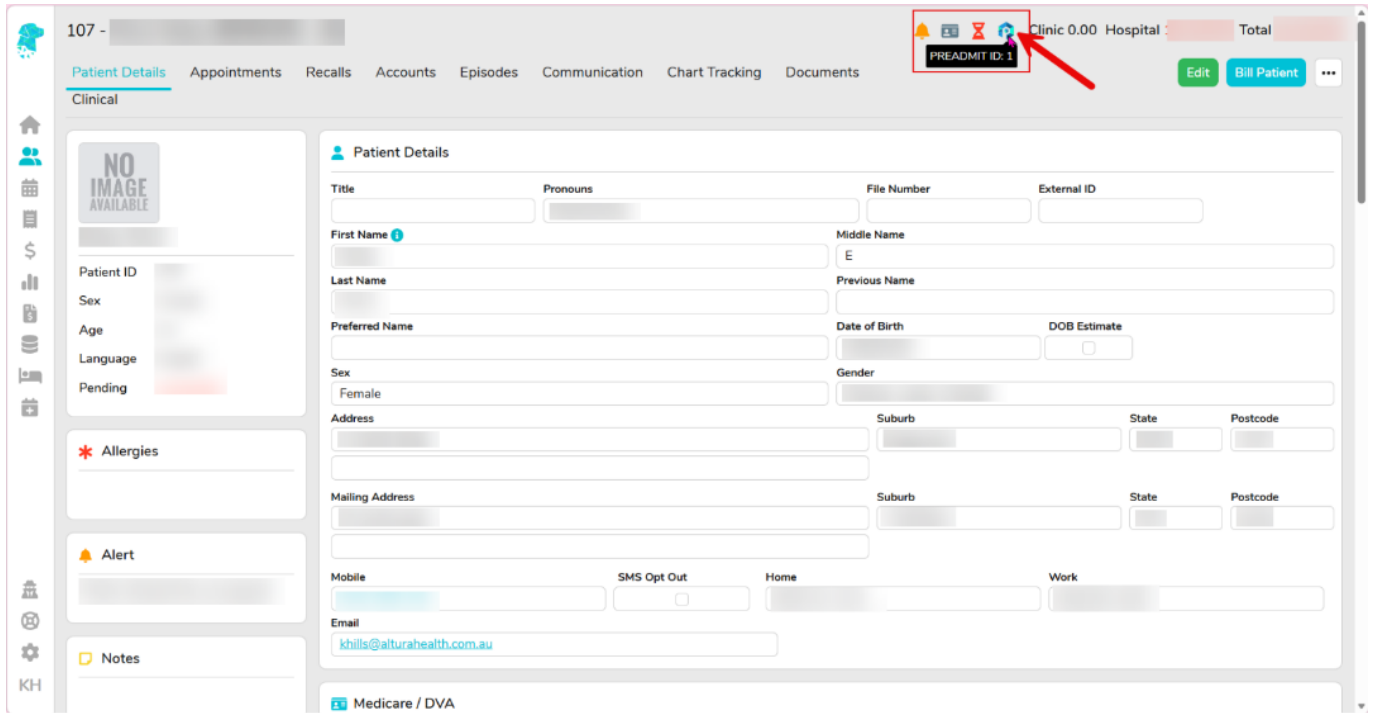 107 -
Clinic 0.00 Hospital Total
PREADMIT ID: 1
Patient Details Appointments Recalls Accounts Episodes Communication Chart Tracking Documents
Edit Bill Patient
Clinical
NO
IMAGE
AVAILABLE
Patient ID
Sex
Age
Language
Pending
Allergies
Alert
Notes
KH
Patient Details
Title Pronouns File Number External ID
First Name Middle Name
E
Last Name Previous Name
Preferred Name Date of Birth DOB Estimate
Sex Gender
Female
Address Suburb State Postcode
Mailing Address Suburb State Postcode
Mobile SMS Opt Out Home Work
Email
khills@alturahealth.com.au
Medicare / DVA